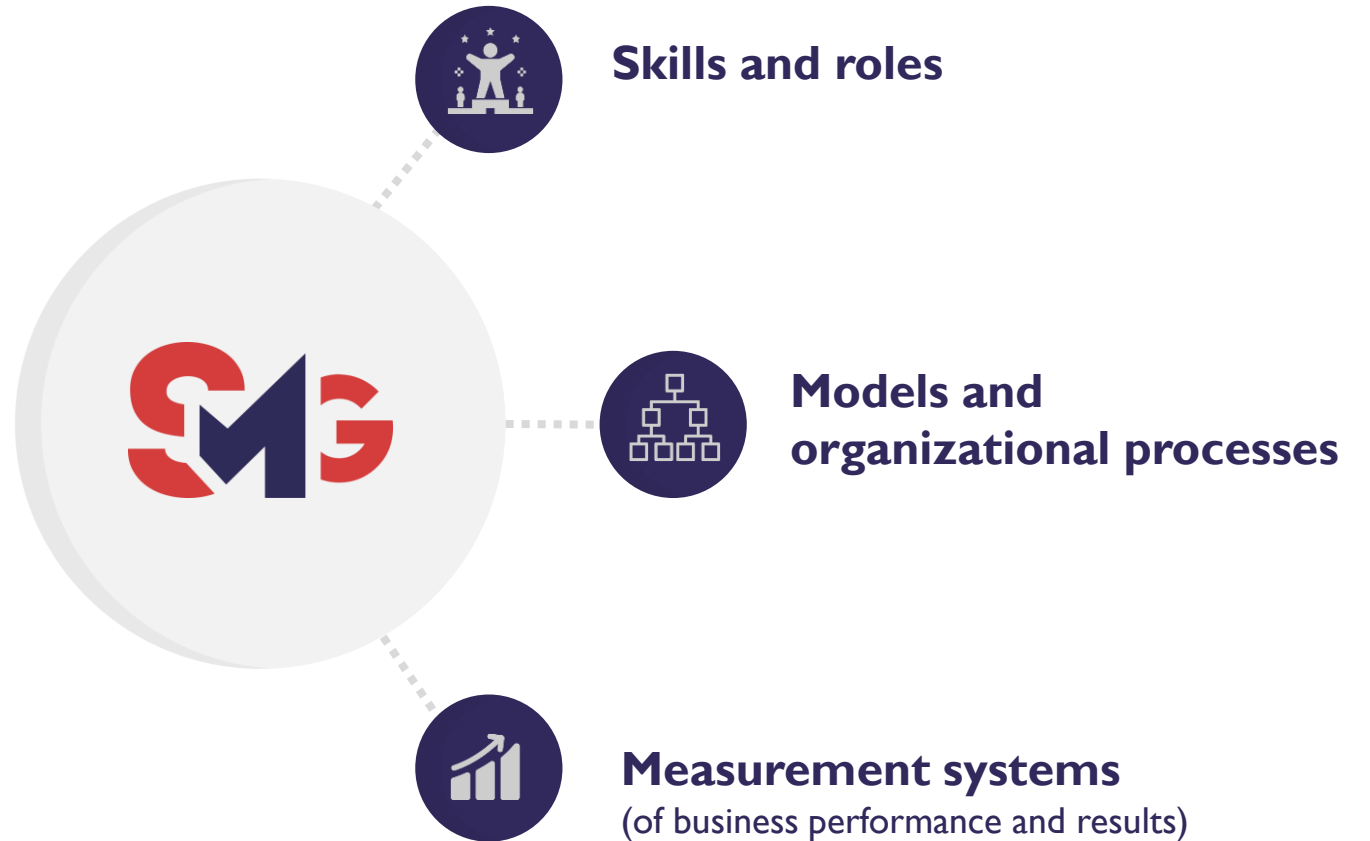 Skills and roles
SMG
Models and
organizational processes
Measurement systems
(of business performance and results)